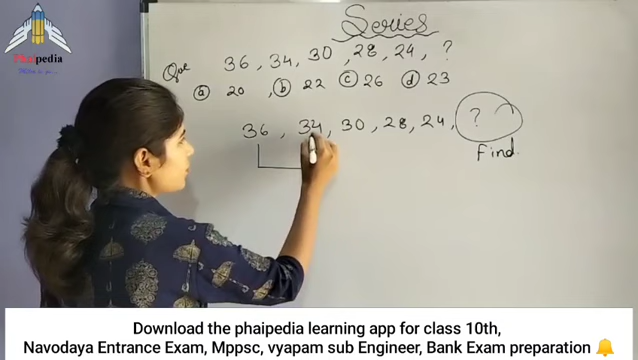 Series
Phaipedia
Que 36, 34, 30, 28, 24, ?
ⓐ 20, ⓑ 22 ⓒ 26 ⓓ 23
36, 34, 30, 28, 24, ?
Find
Download the phaipedia learning app for class 10th,
Navodaya Entrance Exam, Mppsc, vyapam sub Engineer, Bank Exam preparation 🔔